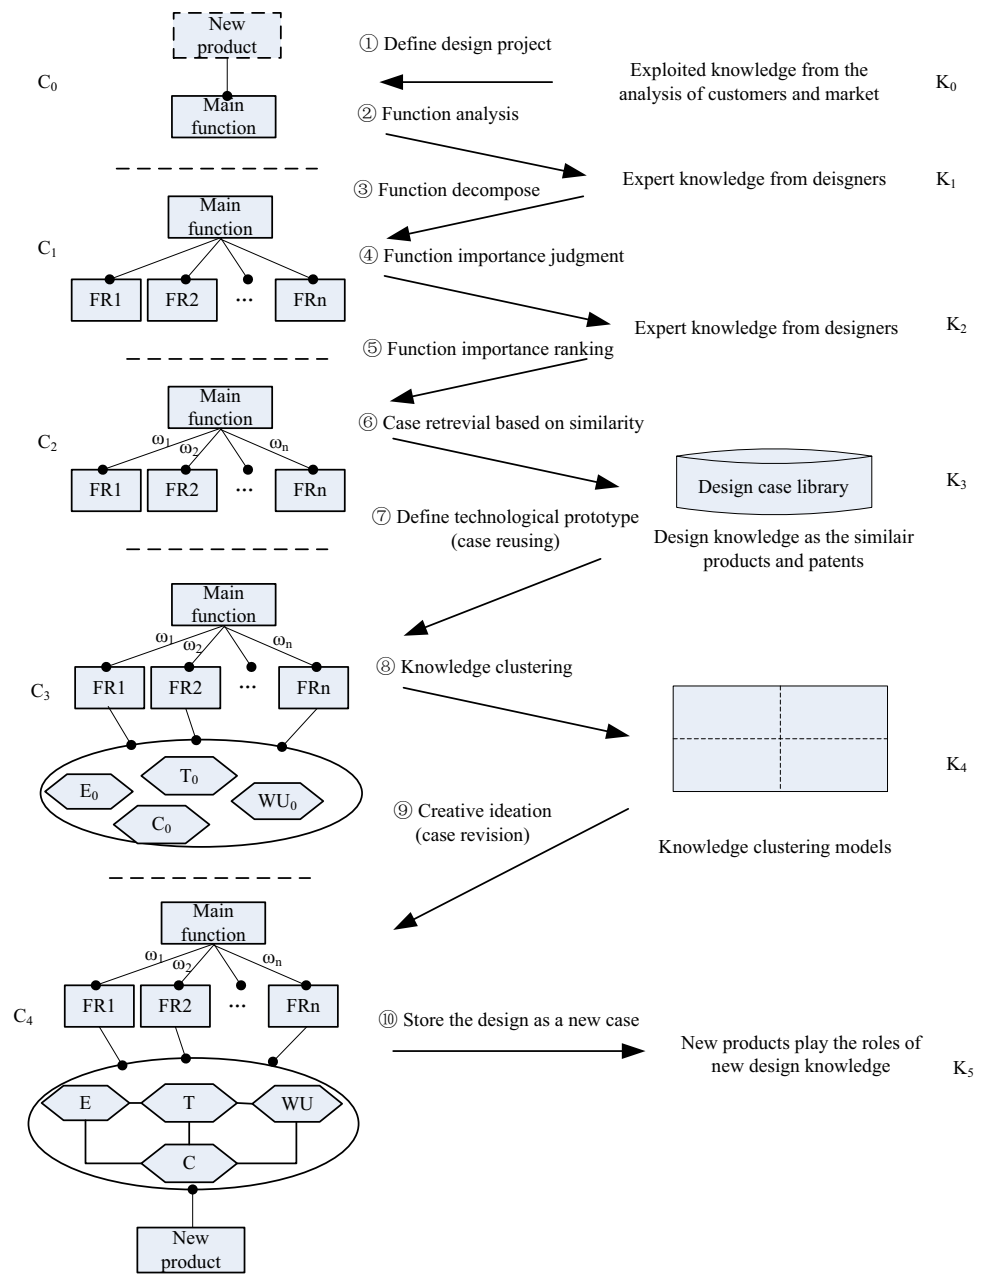 New
product
① Define design project
C₀
Exploited knowledge from the
analysis of customers and market
K₀
Main
function
② Function analysis
③ Function decompose
Expert knowledge from deisgners
K₁
Main
function
C₁
④ Function importance judgment
FR1
FR2
...
FRn
Expert knowledge from designers
K₂
⑤ Function importance ranking
Main
function
⑥ Case retrevial based on similarity
C₂
ω₁
ω₂
ωn
FR1
FR2
...
FRn
Design case library
K₃
⑦ Define technological prototype
(case reusing)
Design knowledge as the similair
products and patents
Main
function
ω₁
ω₂
ωn
⑧ Knowledge clustering
C₃
FR1
FR2
...
FRn
E₀
T₀
WU₀
C₀
K₄
⑨ Creative ideation
(case revision)
Knowledge clustering models
Main
function
ω₁
ω₂
ωn
C₄
FR1
FR2
...
FRn
⑩ Store the design as a new case
New products play the roles of
new design knowledge
K₅
E
T
WU
C
New
product